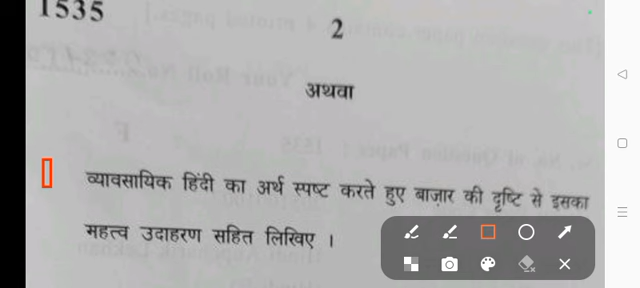 1535
2
अथवा
व्यावसायिक हिंदी का अर्थ स्पष्ट करते हुए बाज़ार की दृष्टि से इसका
महत्व उदाहरण सहित लिखिए ।